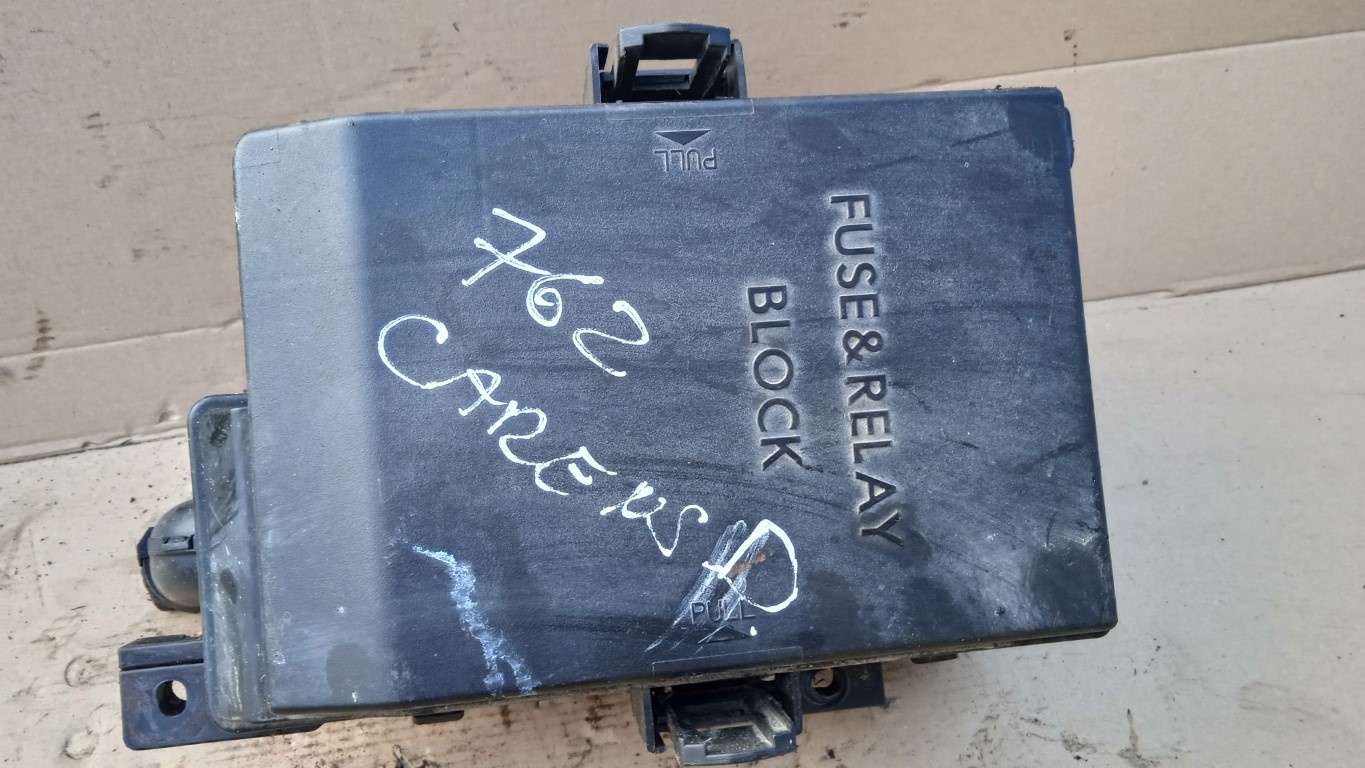 PULL
FUSE&RELAY
BLOCK
762
CARENS D
PULL